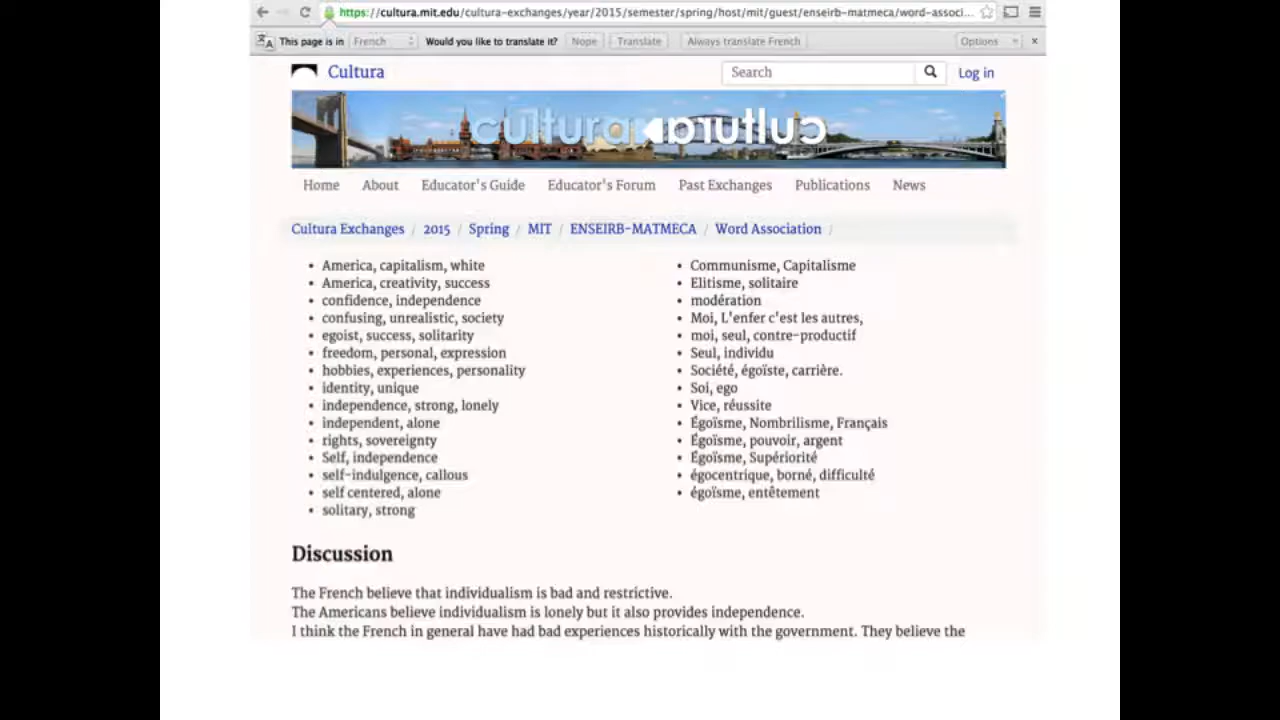 https://cultura.mit.edu/cultura-exchanges/year/2015/semester/spring/host/mit/guest/enseirb-matmeca/word-associ...
This page is in French Would you like to translate it? Nope Translate Always translate French Options ×
Cultura Search Log in
cultura cultura
Home About Educator's Guide Educator's Forum Past Exchanges Publications News
Cultura Exchanges / 2015 / Spring / MIT / ENSEIRB-MATMECA / Word Association /
• America, capitalism, white
• America, creativity, success
• confidence, independence
• confusing, unrealistic, society
• egoist, success, solitarity
• freedom, personal, expression
• hobbies, experiences, personality
• identity, unique
• independence, strong, lonely
• independent, alone
• rights, sovereignty
• Self, independence
• self-indulgence, callous
• self centered, alone
• solitary, strong
• Communisme, Capitalisme
• Elitisme, solitaire
• modération
• Moi, L'enfer c'est les autres,
• moi, seul, contre-productif
• Seul, individu
• Société, égoïste, carrière.
• Soi, ego
• Vice, réussite
• Égoïsme, Nombrilisme, Français
• Égoïsme, pouvoir, argent
• Égoïsme, Supériorité
• égocentrique, borné, difficulté
• égoïsme, entêtement
Discussion
The French believe that individualism is bad and restrictive.
The Americans believe individualism is lonely but it also provides independence.
I think the French in general have had bad experiences historically with the government. They believe the